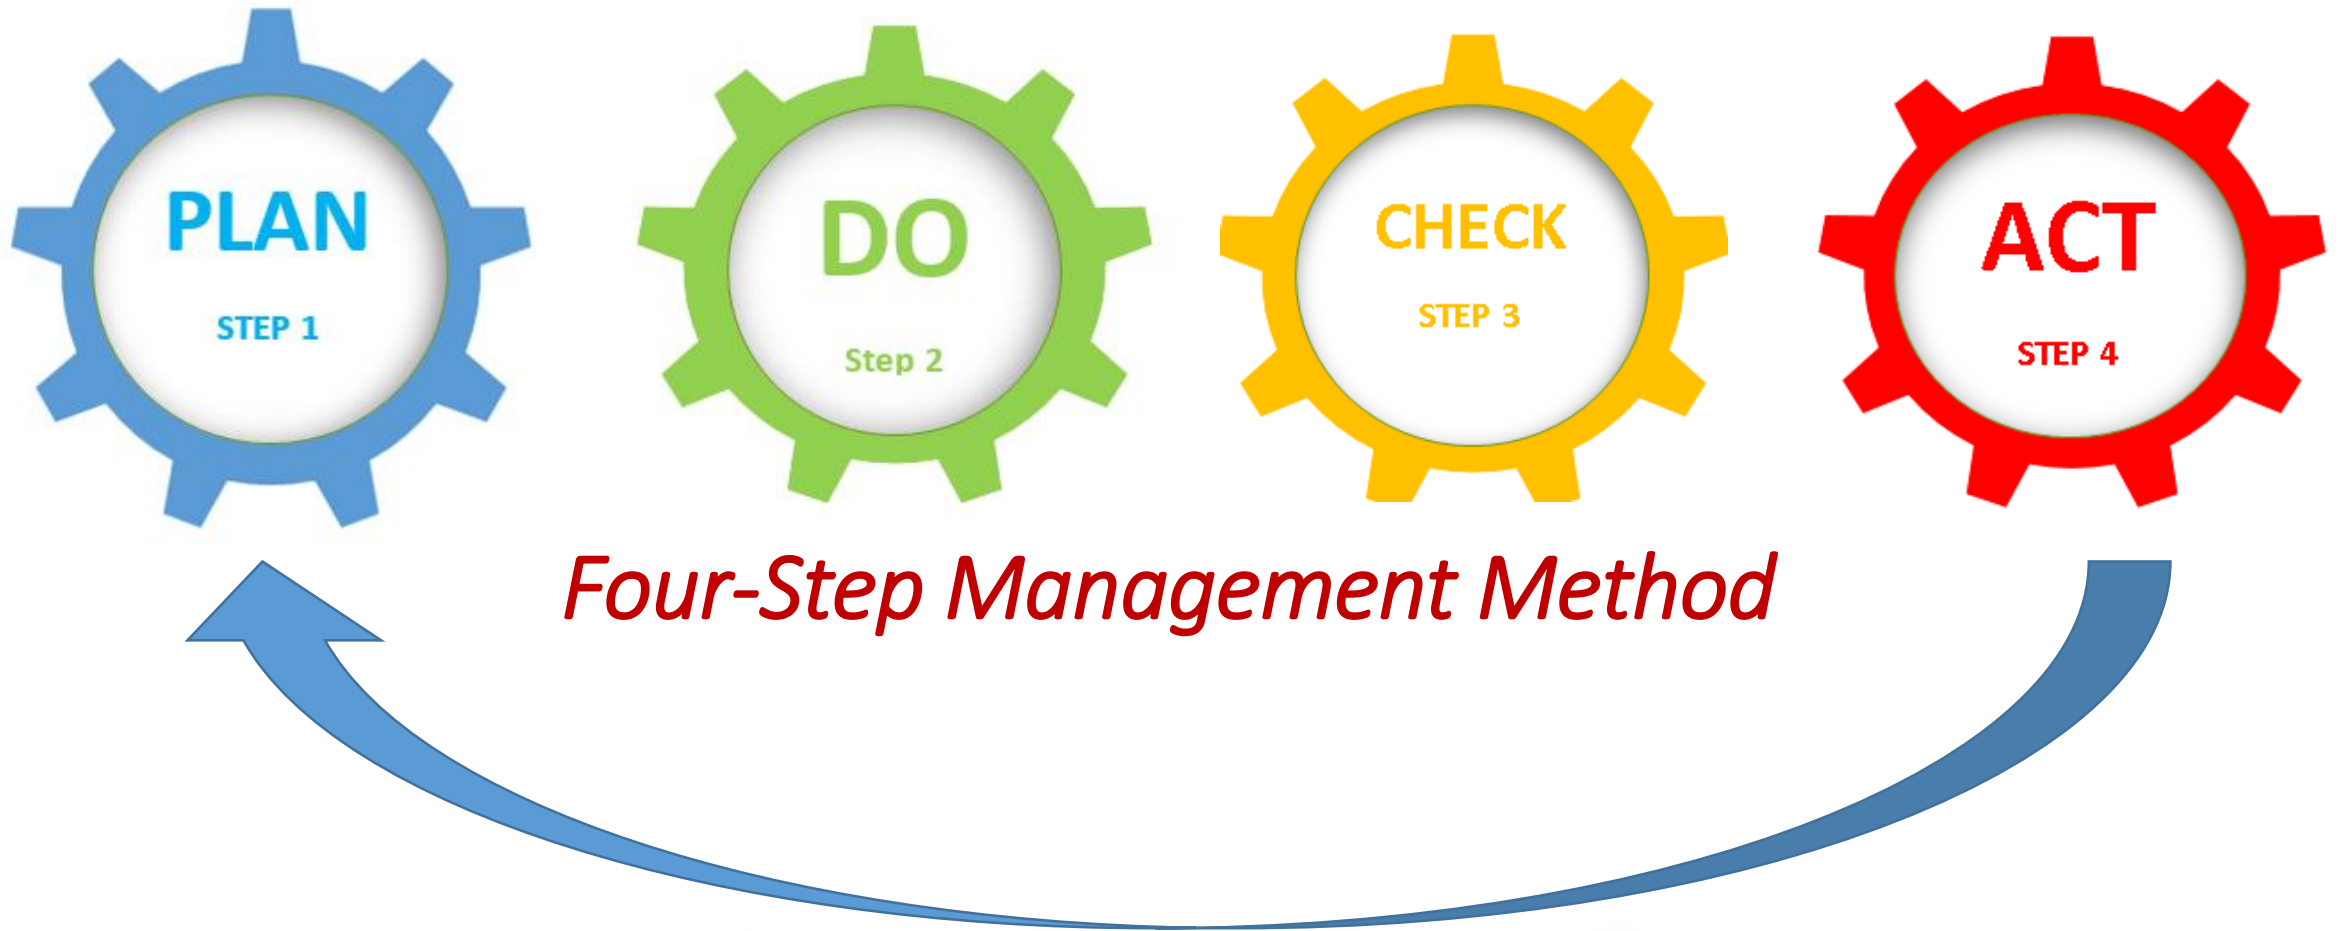 PLAN
STEP 1
DO
Step 2
CHECK
STEP 3
ACT
STEP 4
Four-Step Management Method